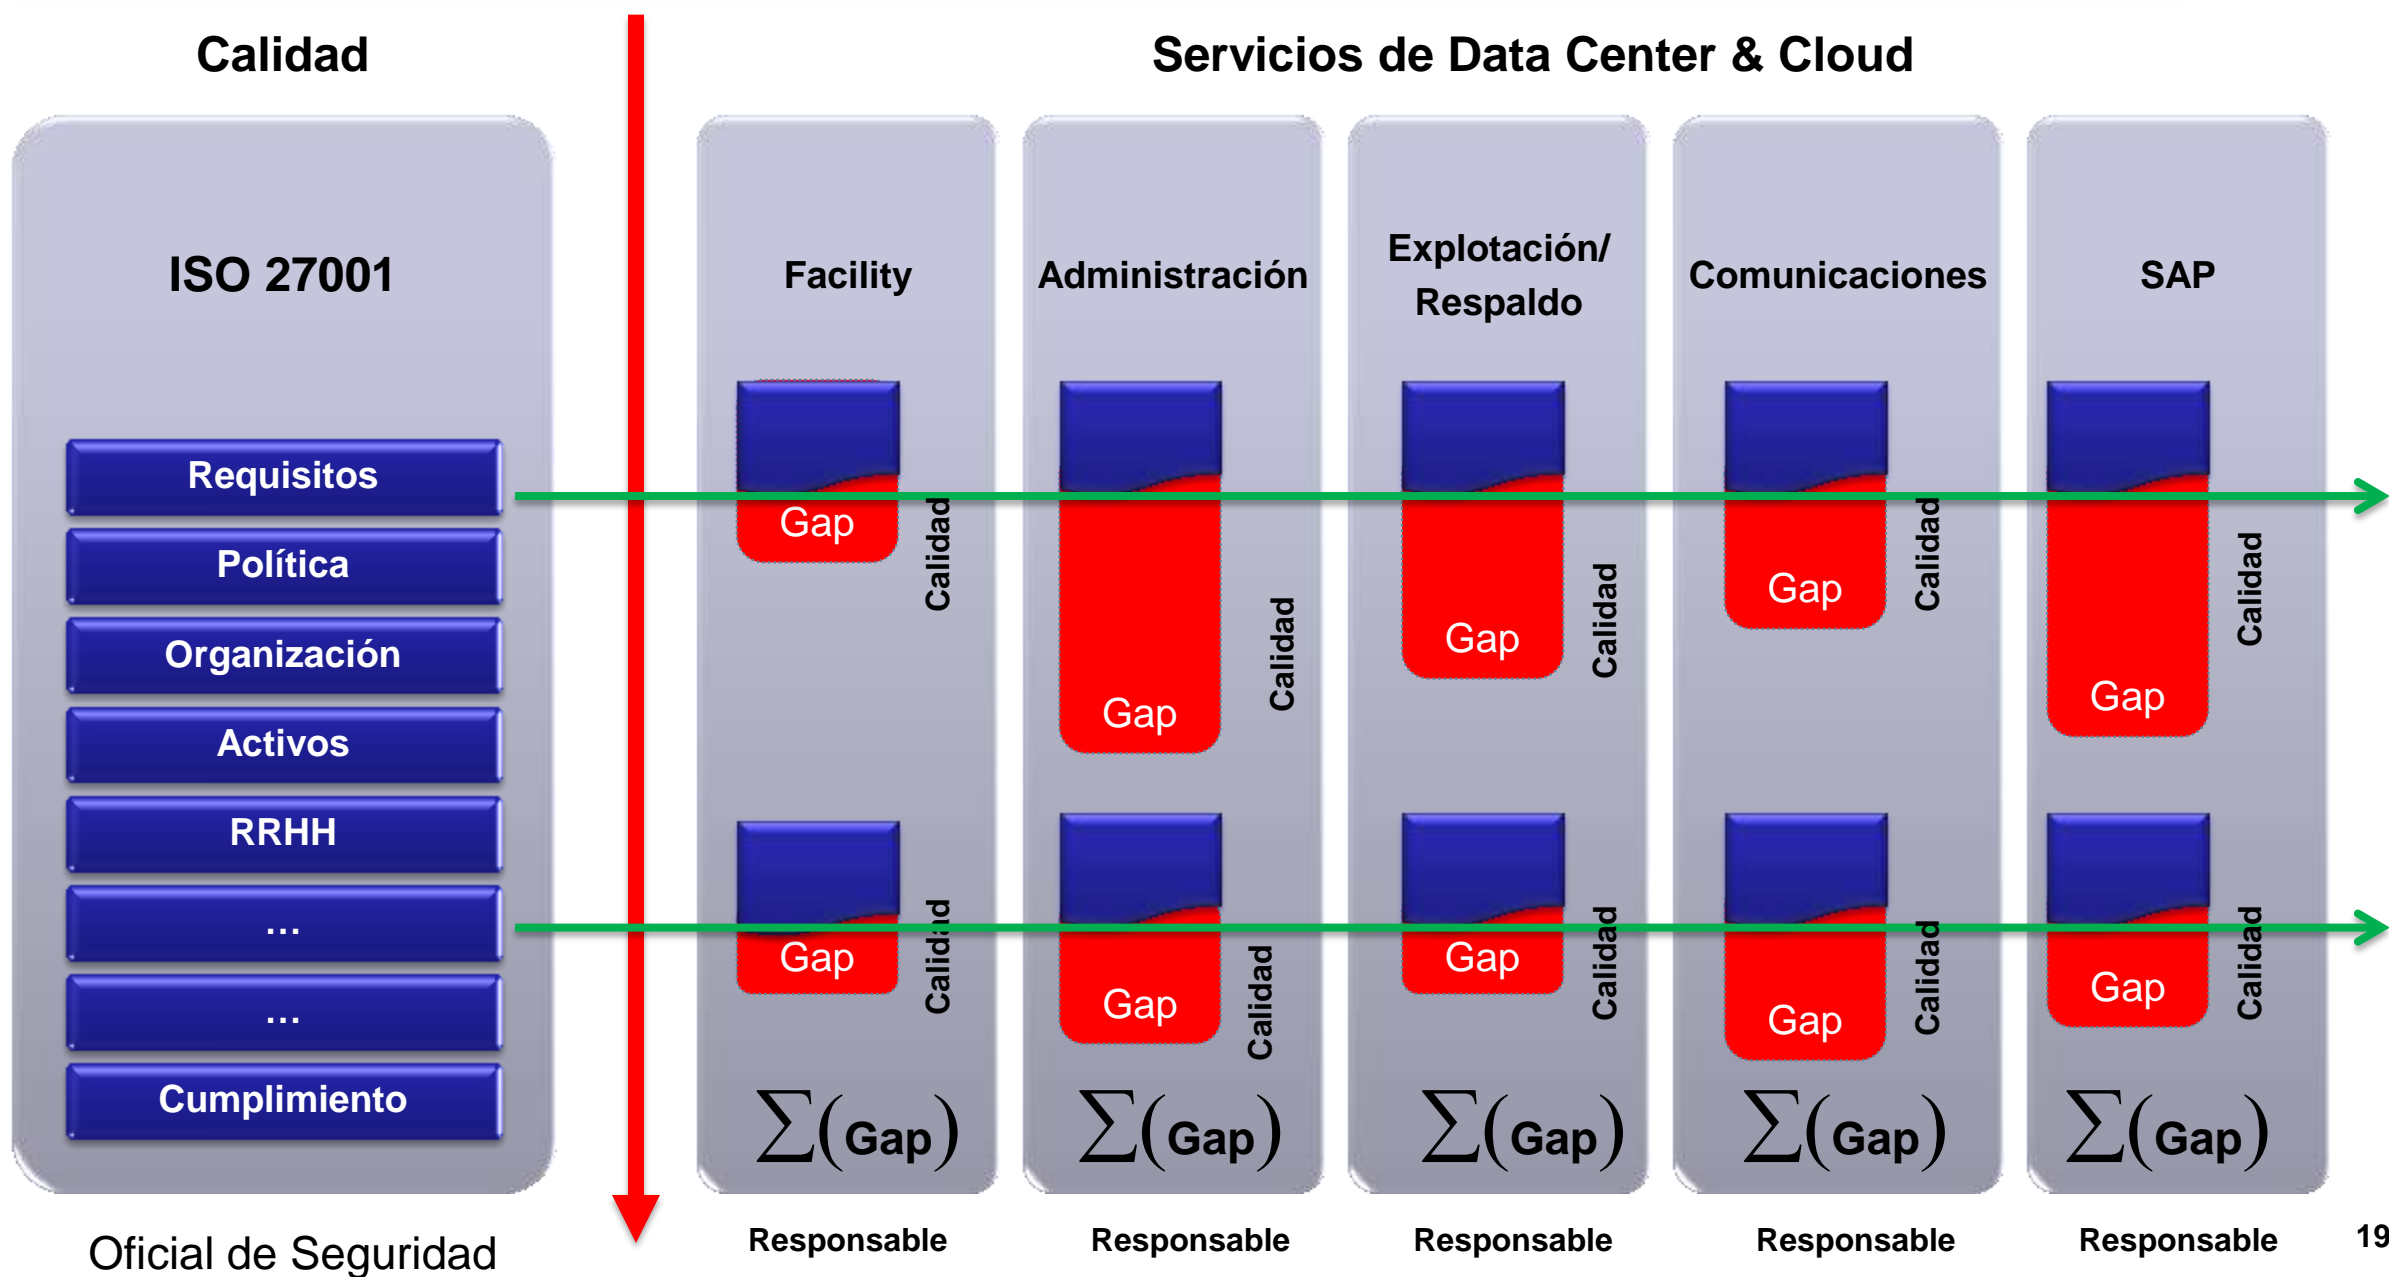 Calidad
Servicios de Data Center & Cloud
ISO 27001
Requisitos
Política
Organización
Activos
RRHH
...
...
Cumplimiento
Oficial de Seguridad
Facility
Gap
Calidad
Gap
Calidad
∑(Gap)
Responsable
Administración
Gap
Calidad
Gap
Calidad
∑(Gap)
Responsable
Explotación/
Respaldo
Gap
Calidad
Gap
Calidad
∑(Gap)
Responsable
Comunicaciones
Gap
Calidad
Gap
Calidad
∑(Gap)
Responsable
SAP
Gap
Calidad
Gap
Calidad
∑(Gap)
Responsable
19